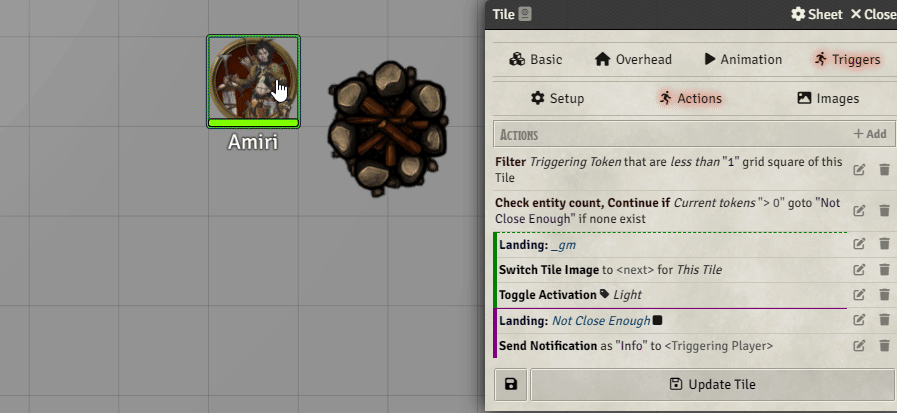 Tile Sheet Close
Basic Overhead Animation Triggers
Setup Actions Images
Amiri
Actions + Add
Filter Triggering Token that are less than "1" grid square of this
Tile
Check entity count, Continue if Current tokens "> 0" goto "Not
Close Enough" if none exist
Landing: _gm
Switch Tile Image to <next> for This Tile
Toggle Activation Light
Landing: Not Close Enough
Send Notification as "Info" to <Triggering Player>
Update Tile